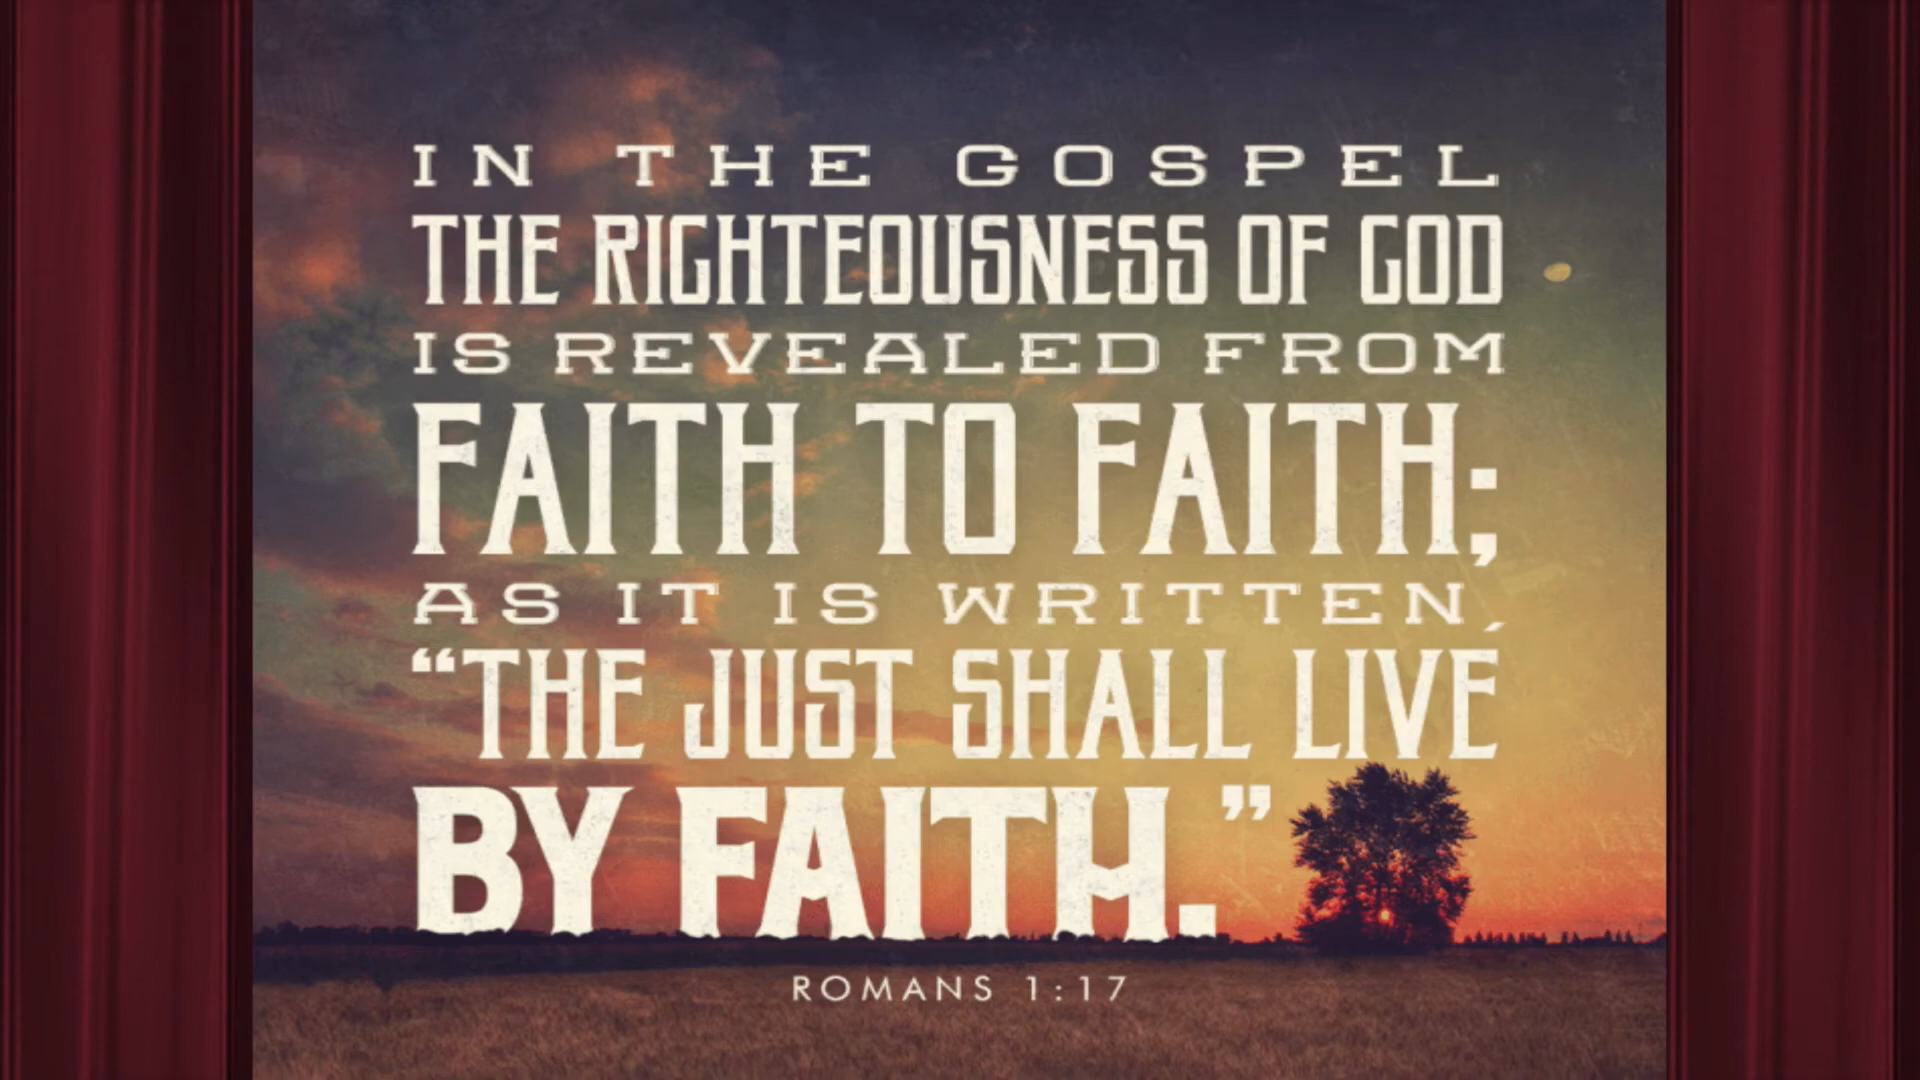 IN THE GOSPEL
THE RIGHTEOUSNESS OF GOD
IS REVEALED FROM
FAITH TO FAITH;
AS IT IS WRITTEN,
“THE JUST SHALL LIVE
BY FAITH.”
ROMANS 1:17